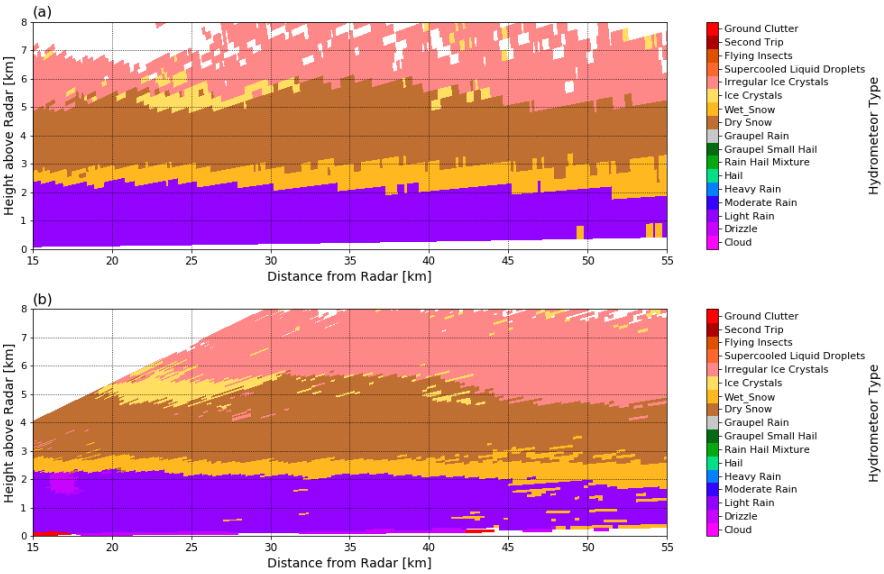 (a)
8
7
6
5
4
3
2
1
0
Height above Radar [km]
15 20 25 30 35 40 45 50 55
Distance from Radar [km]
Ground Clutter
Second Trip
Flying Insects
Supercooled Liquid Droplets
Irregular Ice Crystals
Ice Crystals
Wet_Snow
Dry Snow
Graupel Rain
Graupel Small Hail
Rain Hail Mixture
Hail
Heavy Rain
Moderate Rain
Light Rain
Drizzle
Cloud
Hydrometeor Type
(b)
8
7
6
5
4
3
2
1
0
Height above Radar [km]
15 20 25 30 35 40 45 50 55
Distance from Radar [km]
Ground Clutter
Second Trip
Flying Insects
Supercooled Liquid Droplets
Irregular Ice Crystals
Ice Crystals
Wet_Snow
Dry Snow
Graupel Rain
Graupel Small Hail
Rain Hail Mixture
Hail
Heavy Rain
Moderate Rain
Light Rain
Drizzle
Cloud
Hydrometeor Type